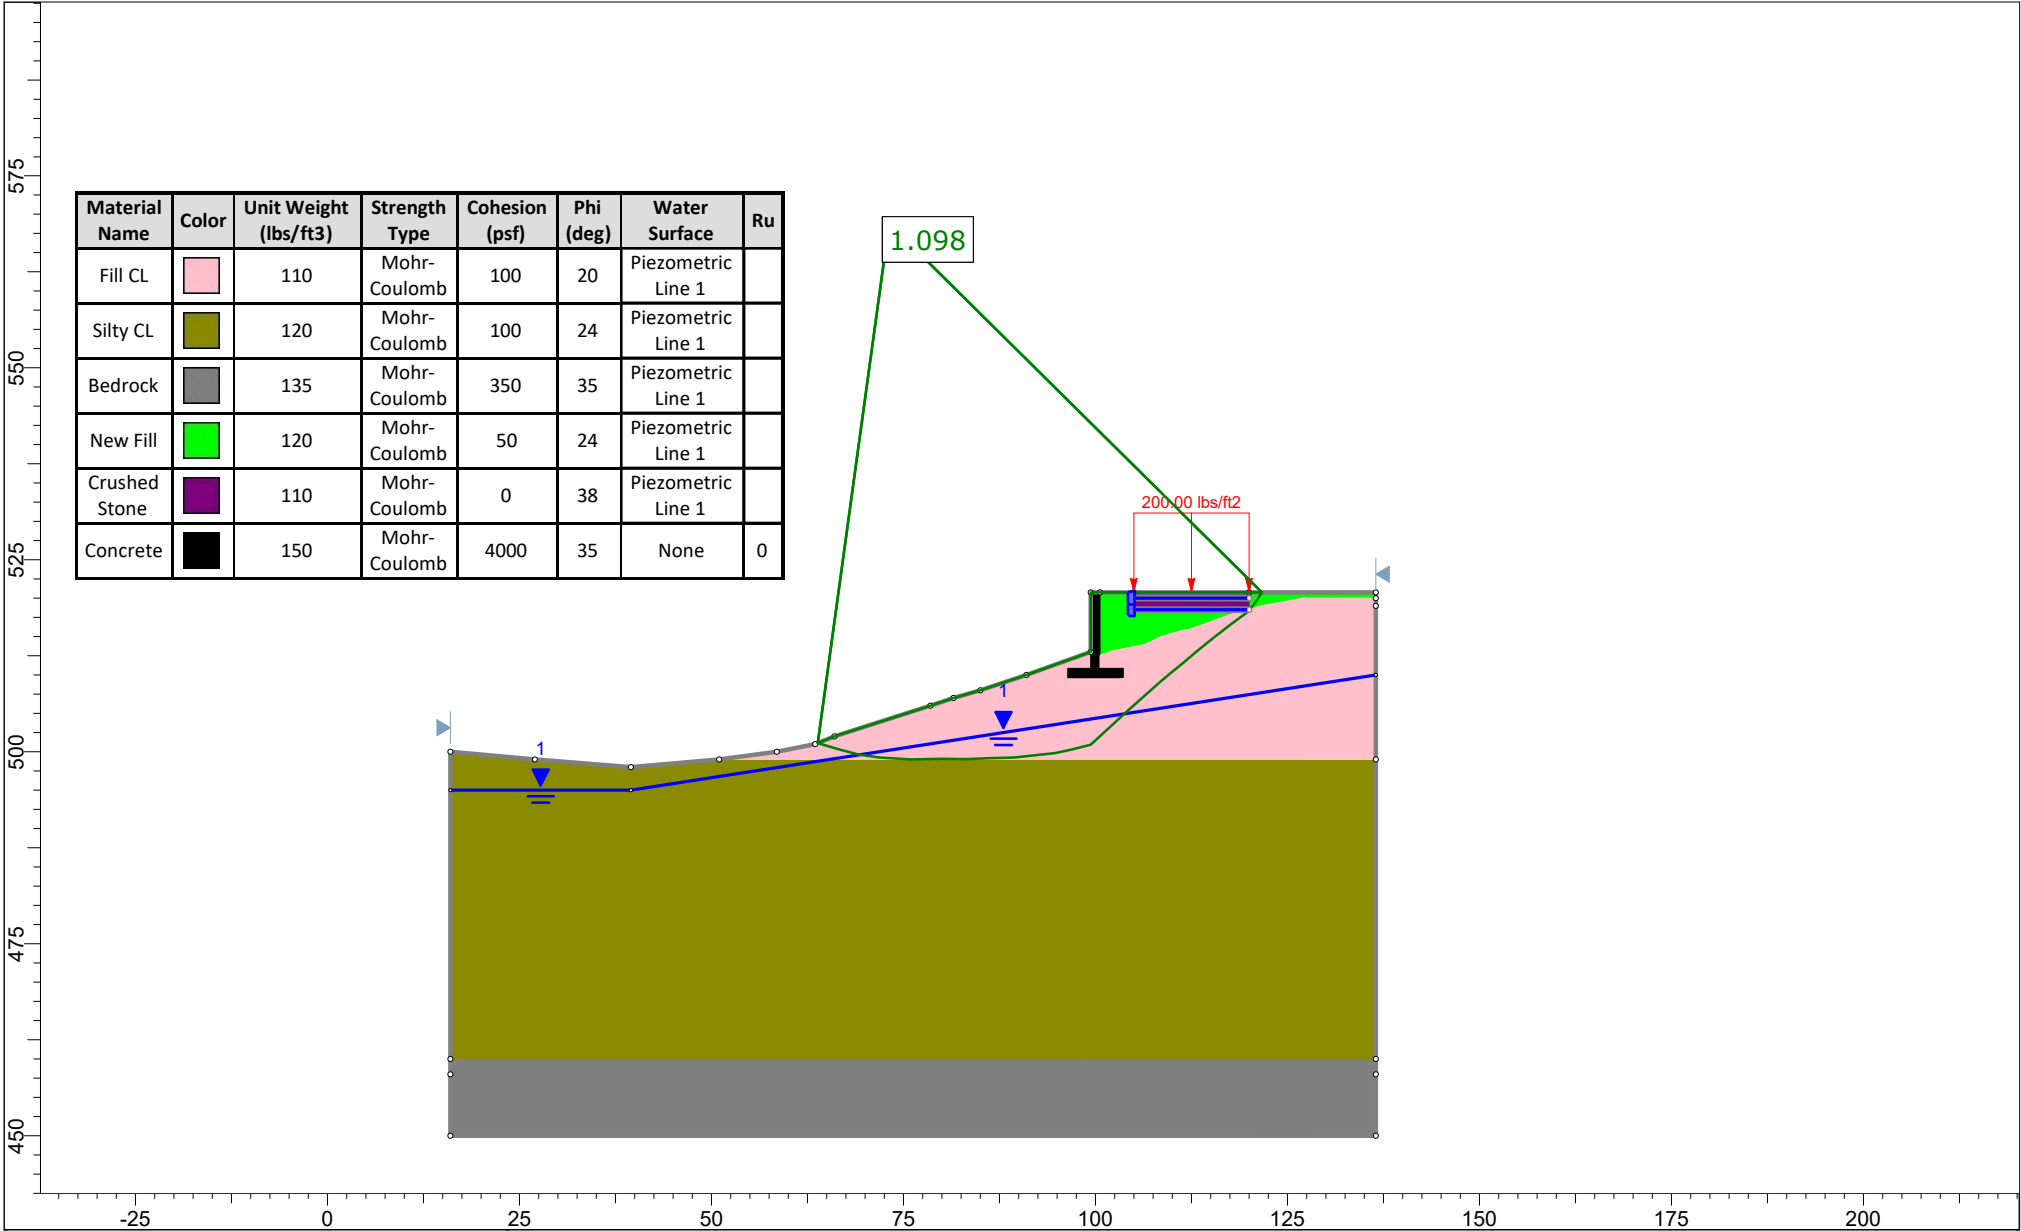 575
550
525
500
475
450
Material Name Color Unit Weight (lbs/ft3) Strength Type Cohesion (psf) Phi (deg) Water Surface Ru
Fill CL 110 Mohr-Coulomb 100 20 Piezometric Line 1
Silty CL 120 Mohr-Coulomb 100 24 Piezometric Line 1
Bedrock 135 Mohr-Coulomb 350 35 Piezometric Line 1
New Fill 120 Mohr-Coulomb 50 24 Piezometric Line 1
Crushed Stone 110 Mohr-Coulomb 0 38 Piezometric Line 1
Concrete 150 Mohr-Coulomb 4000 35 None 0
1.098
200.00 lbs/ft2
1
1
-25 0 25 50 75 100 125 150 175 200